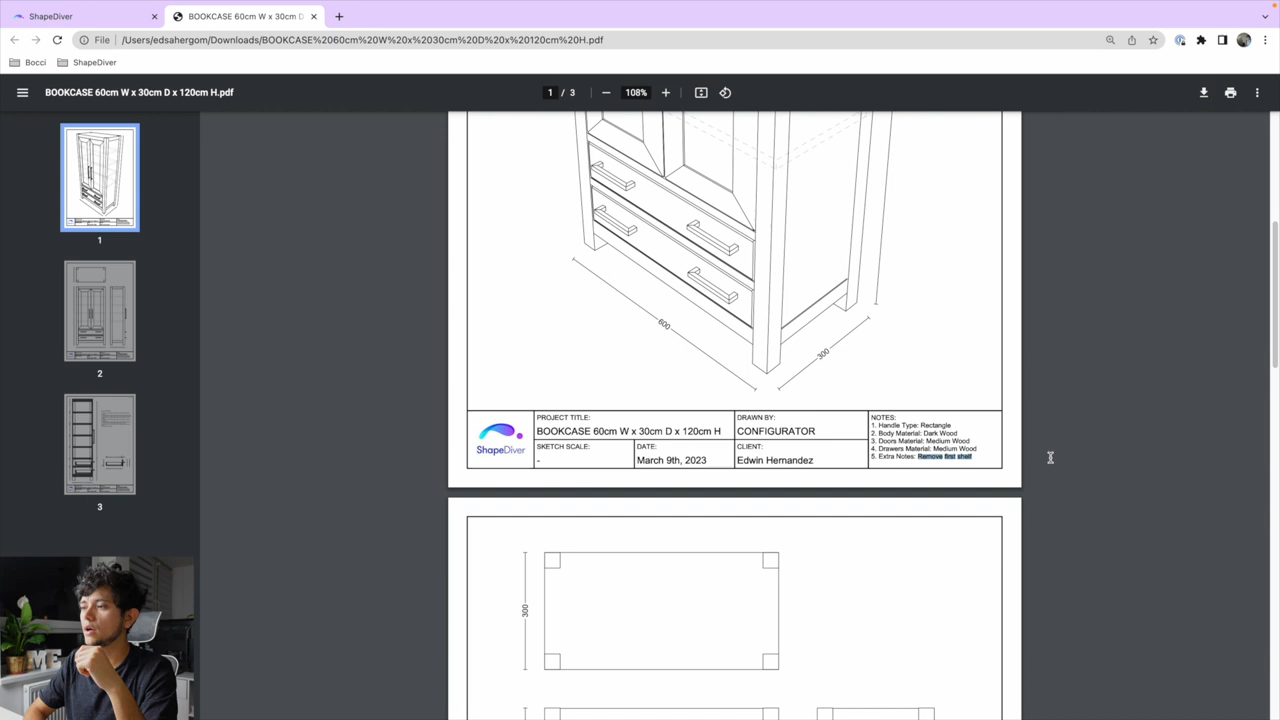 ShapeDiver
BOOKCASE 60cm W x 30cm D
File
/Users/edsahergom/Downloads/BOOKCASE%2060cm%20W%20x%2030cm%20D%20x%20120cm%20H.pdf
Bocci
ShapeDiver
BOOKCASE 60cm W x 30cm D x 120cm H.pdf
1 / 3
108%
1
2
3
600
300
ShapeDiver
PROJECT TITLE:
BOOKCASE 60cm W x 30cm D x 120cm H
SKETCH SCALE:
-
DATE:
March 9th, 2023
DRAWN BY:
CONFIGURATOR
CLIENT:
Edwin Hernandez
NOTES:
1. Handle Type: Rectangle
2. Body Material: Dark Wood
3. Doors Material: Medium Wood
4. Drawers Material: Medium Wood
5. Extra Notes: Remove first shelf
300
ME